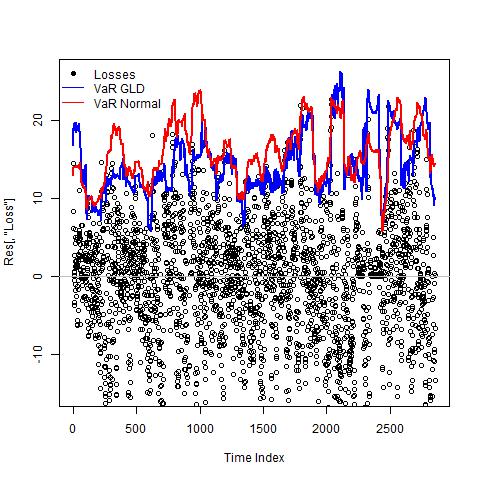 Losses
VaR GLD
VaR Normal
Res[, "Loss"]
20
10
0
-10
0 500 1000 1500 2000 2500
Time Index